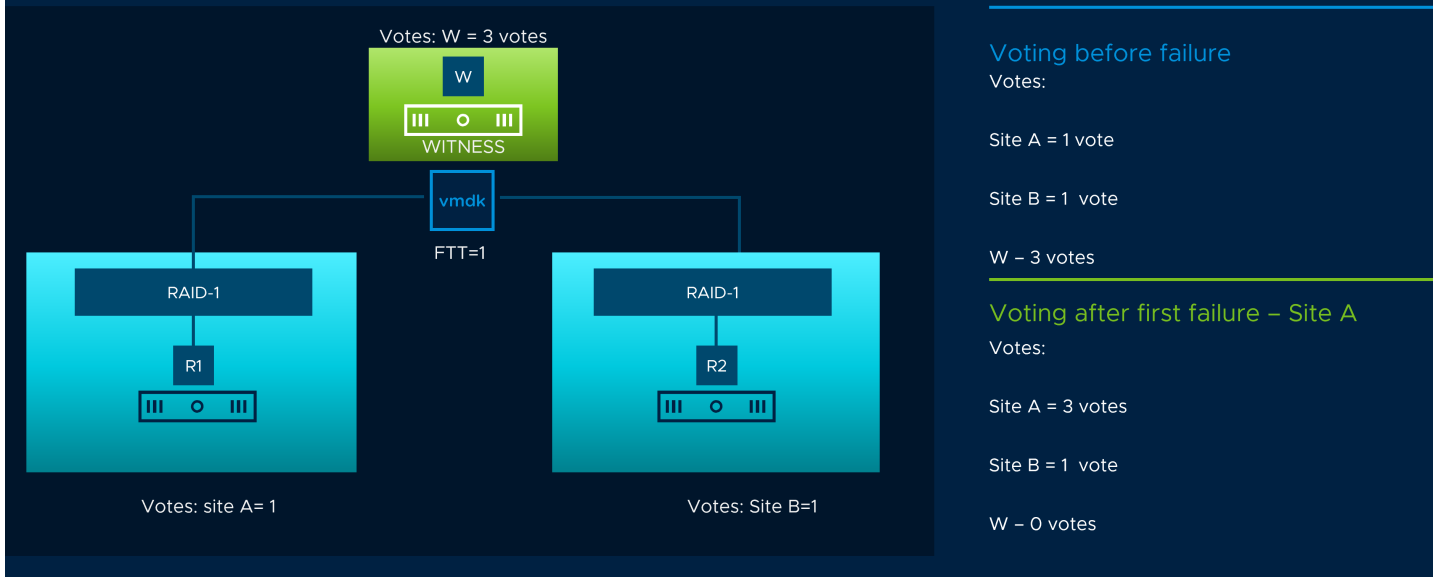 Votes: W = 3 votes
W
WITNESS
vmdk
FTT=1
RAID-1
R1
Votes: site A= 1
RAID-1
R2
Votes: Site B=1
Voting before failure
Votes:
Site A = 1 vote
Site B = 1 vote
W – 3 votes
Voting after first failure – Site A
Votes:
Site A = 3 votes
Site B = 1 vote
W – 0 votes